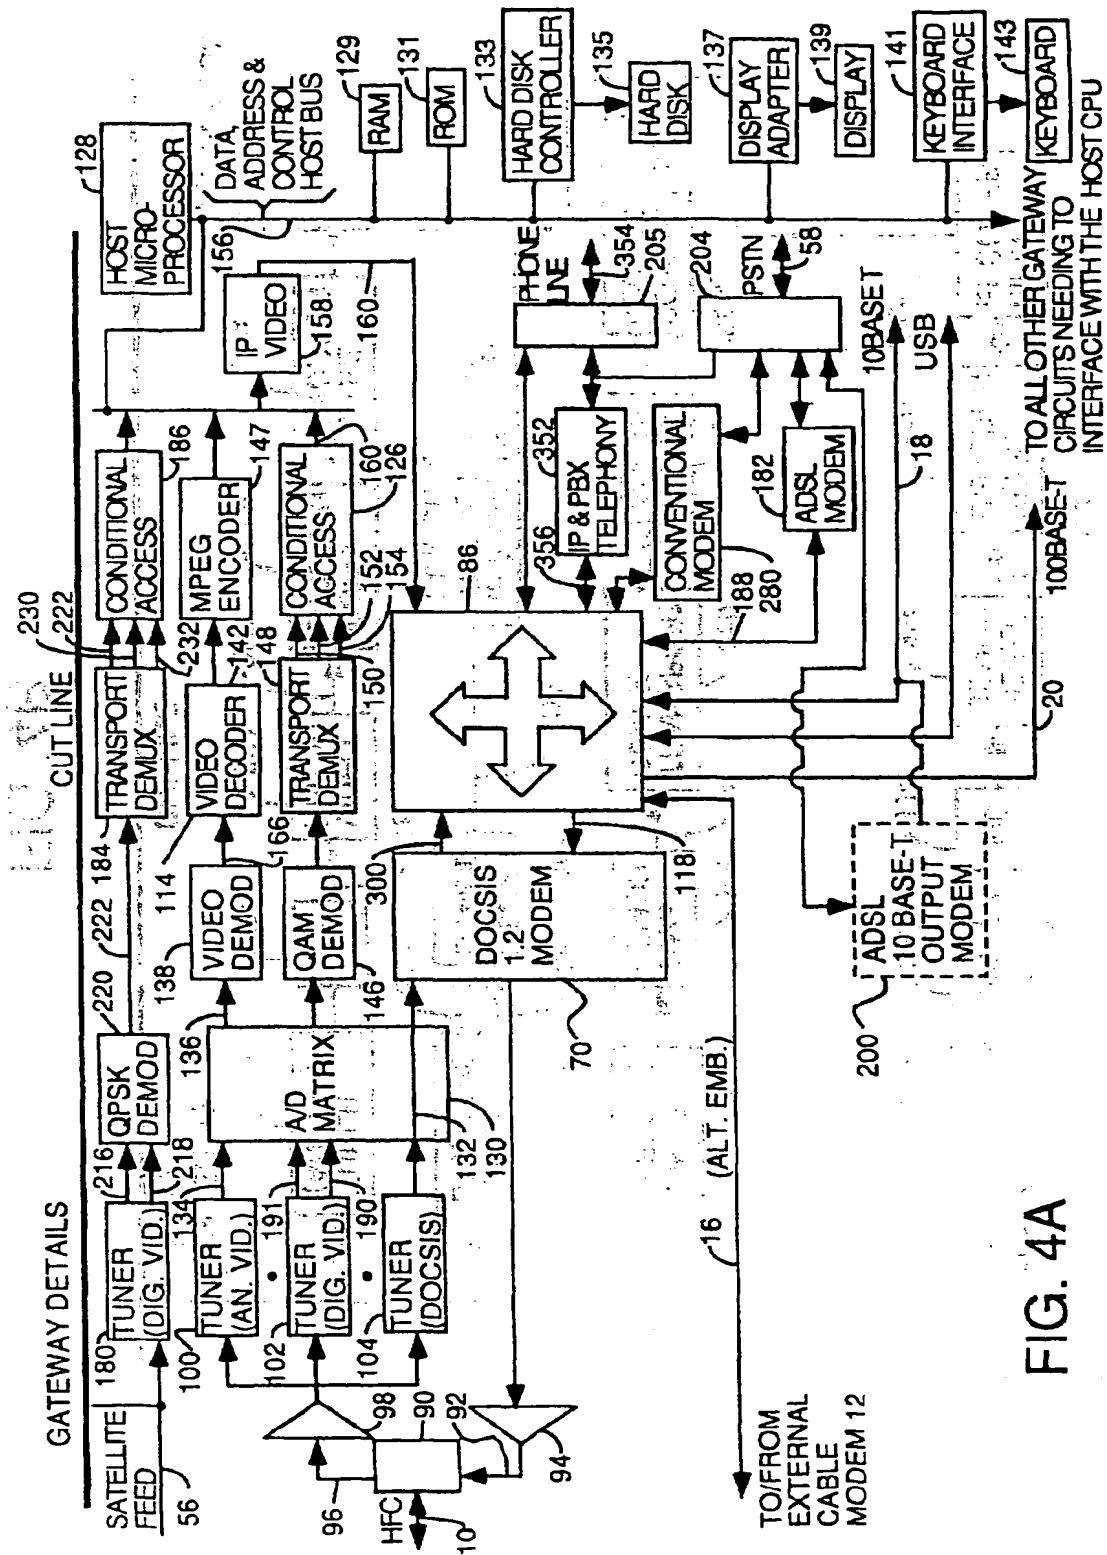 GATEWAY DETAILS
CUT LINE
SATELLITE
FEED
56
180
TUNER
(DIG. VID.)
216
218
QPSK
DEMOD
220
222
184
TRANSPORT
DEMUX
230
222
232
CONDITIONAL
ACCESS
186
100
TUNER
(AN. VID.)
134
136
138
VIDEO
DEMOD
166
114
VIDEO
DECODER
142
MPEG
ENCODER
147
102
TUNER
(DIG. VID.)
191
190
A/D
MATRIX
130
132
QAM
DEMOD
146
148
TRANSPORT
DEMUX
150
152
154
CONDITIONAL
ACCESS
126
160
104
TUNER
(DOCSIS)
IP
VIDEO
158
160
HOST
MICRO-
PROCESSOR
128
156
DATA,
ADDRESS &
CONTROL
HOST BUS
RAM
129
ROM
131
HARD DISK
CONTROLLER
133
HARD
DISK
135
DISPLAY
ADAPTER
137
DISPLAY
139
KEYBOARD
INTERFACE
141
KEYBOARD
143
TO ALL OTHER GATEWAY
CIRCUITS NEEDING TO
INTERFACE WITH THE HOST CPU
HFC
10
96
98
90
92
94
DOCSIS
1.2
MODEM
70
300
118
86
PHONE
LINE
354
205
356
IP & PBX
TELEPHONY
352
204
PSTN
58
CONVENTIONAL
MODEM
280
188
182
ADSL
MODEM
10BASE T
USB
18
20
100BASE-T
200
ADSL
10 BASE-T
OUTPUT
MODEM
16
(ALT. EMB.)
TO/FROM
EXTERNAL
CABLE
MODEM 12
FIG. 4A